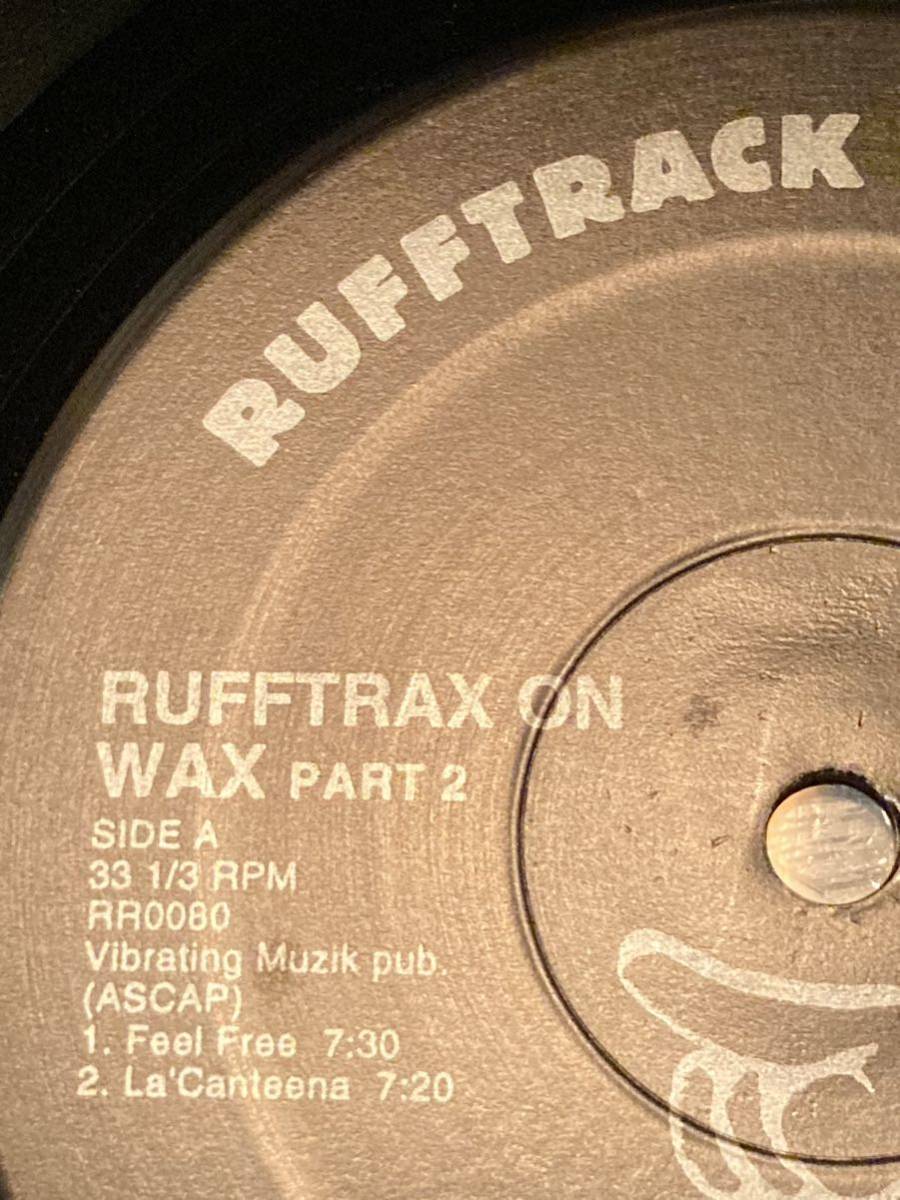 RUFFTRACK
RUFFTRAX ON
WAX PART 2
SIDE A
33 1/3 RPM
RR0080
Vibrating Muzik pub.
(ASCAP)
1. Feel Free 7:30
2. La'Canteena 7:20